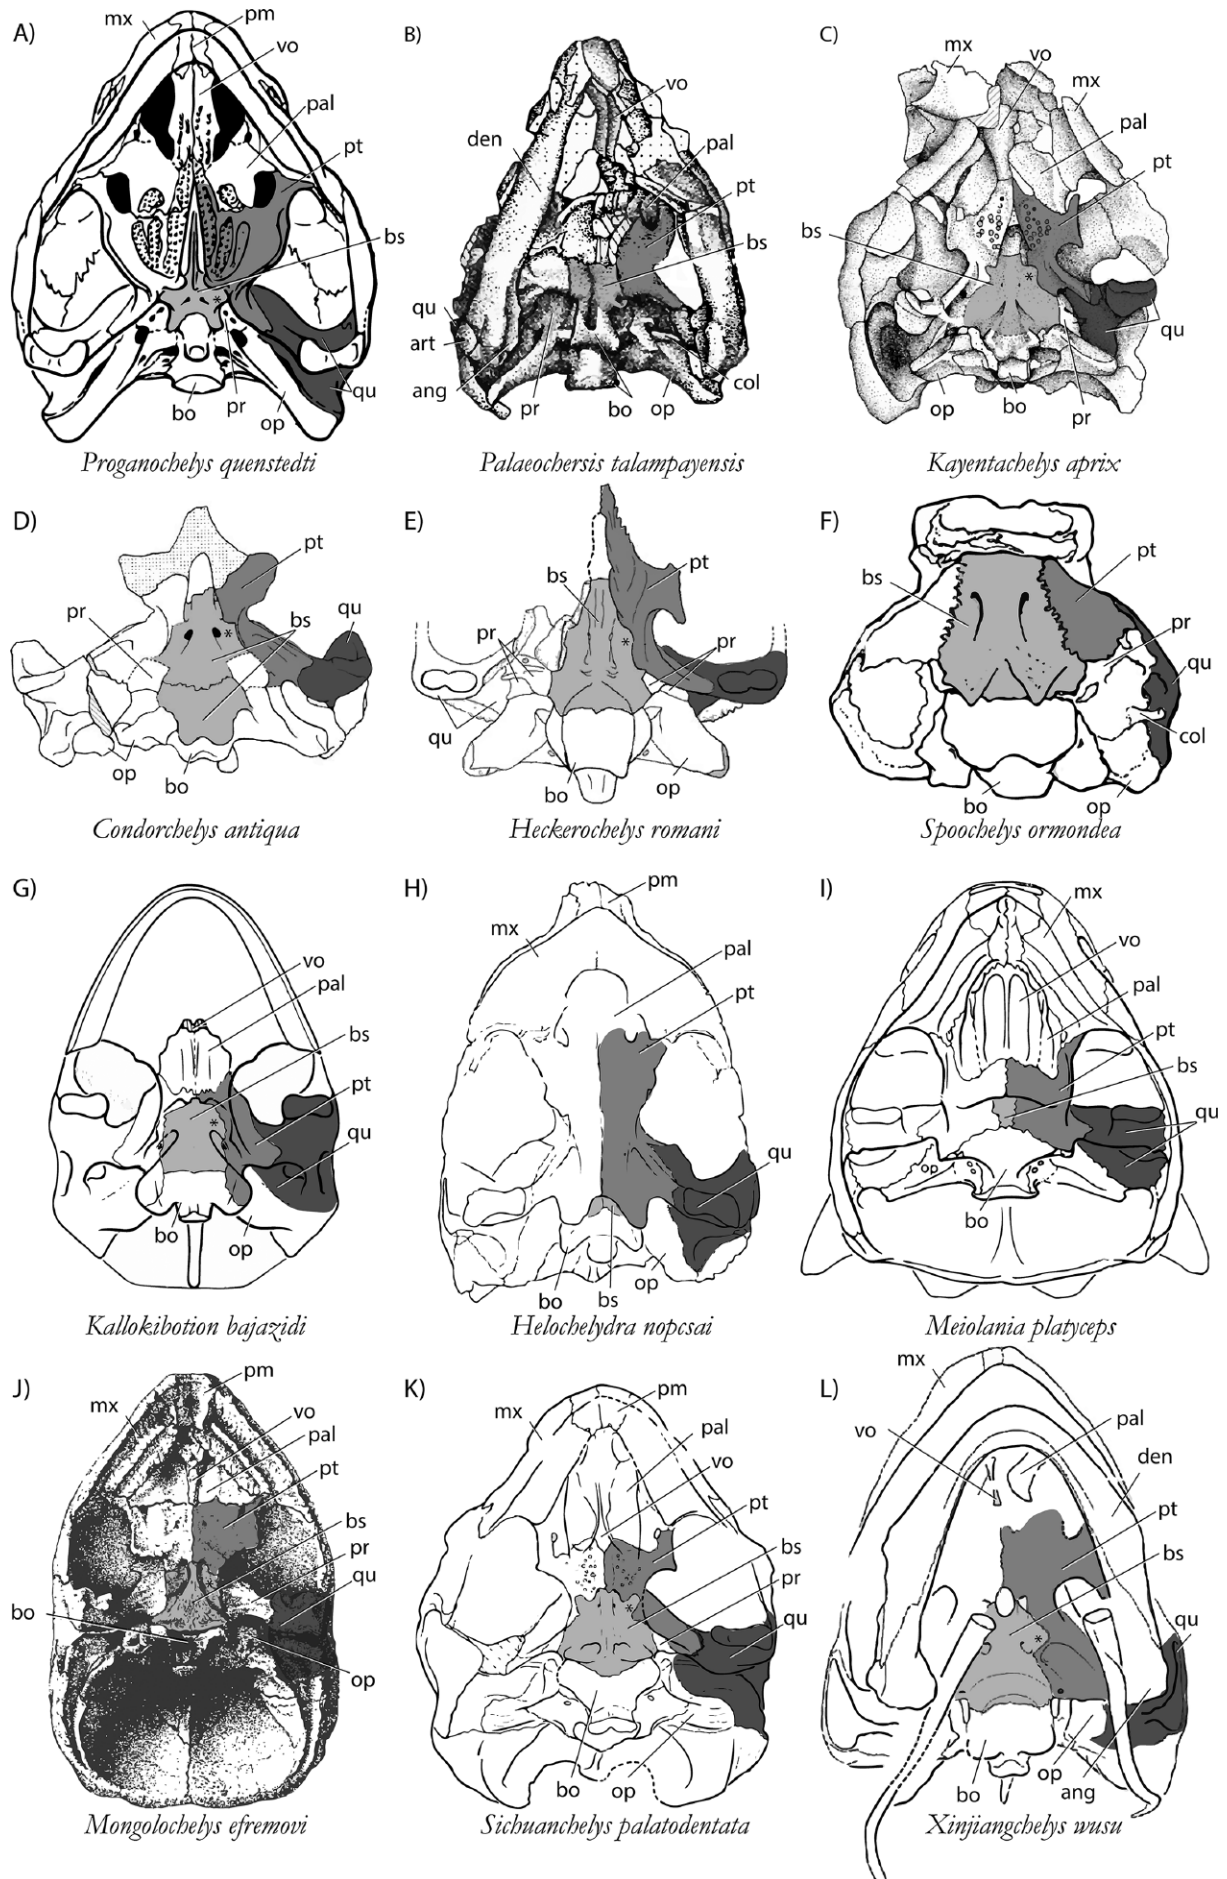 A)
mx
pm
vo
pal
pt
bs
qu
bo
pr
op
Proganochelys quenstedti
B)
vo
den
pal
pt
bs
qu
art
ang
pr
bo
op
col
Palaeochersis talampayensis
C)
mx
vo
mx
pal
pt
bs
qu
op
bo
pr
Kayentachelys aprix
D)
pt
pr
qu
bs
op
bo
*
Condorchelys antiqua
E)
bs
pt
pr
pr
qu
bo
op
*
Heckerochelys romani
F)
pt
bs
pr
qu
col
bo
op
Spoochelys ormondea
G)
vo
pal
bs
pt
qu
bo
op
*
Kallokibotion bajazidi
H)
pm
mx
pal
pt
qu
bo
bs
op
Helochelydra nopcsai
I)
mx
vo
pal
pt
bs
qu
op
bo
Meiolania platyceps
J)
pm
mx
vo
pal
pt
bs
pr
qu
bo
op
Mongolochelys efremovi
K)
mx
pm
pal
vo
pt
bs
pr
qu
bo
op
*
Sichuanchelys palatodentata
L)
mx
pal
vo
den
pt
bs
qu
bo
op
ang
*
Xinjiangchelys wusu